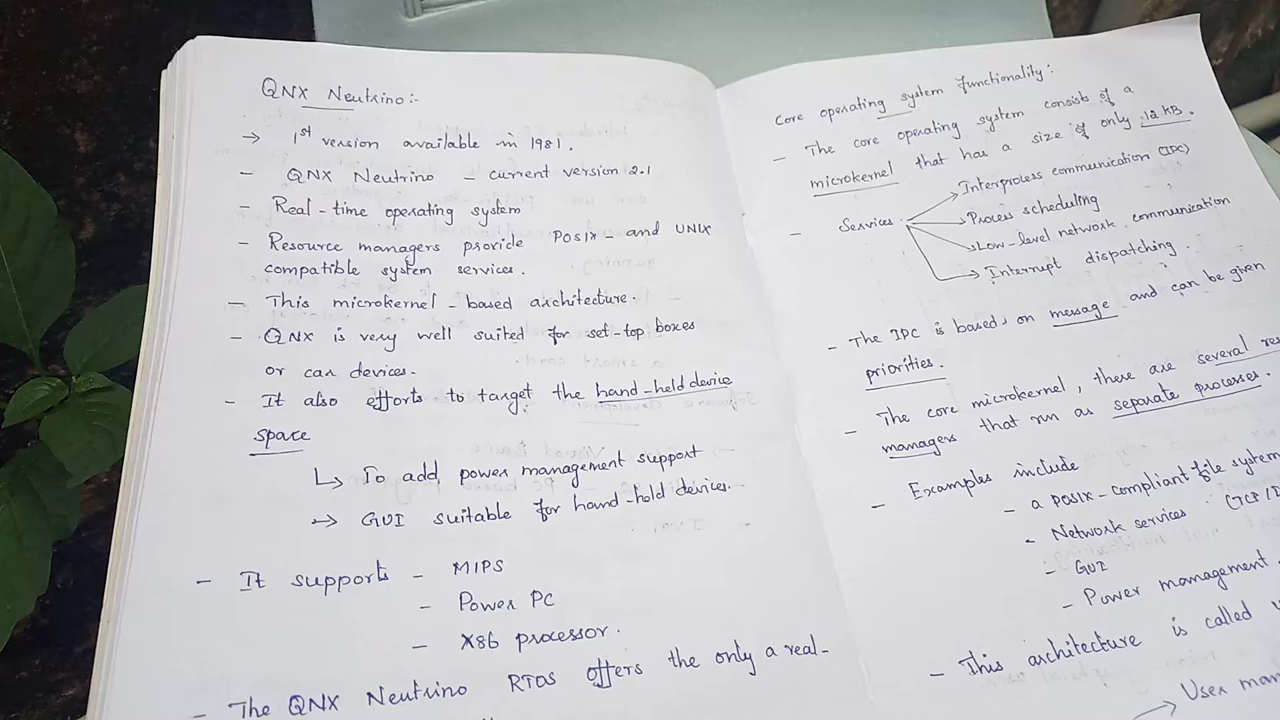 QNX Neutrino:-
→ 1st version available in 1981.
- QNX Neutrino - current version 2.1
- Real-time operating system
- Resource managers provide POSIX- and UNIX
compatible system services.
- This microkernel-based architecture.
- QNX is very well suited for set-top boxes
or car devices.
- It also efforts to target the hand-held device
space
↳ To add power management support
→ GUI suitable for hand-held devices.
- It supports - MIPS
- Power PC
- X86 processor.
- The QNX Neutrino RTOS offers the only a real-
Core operating system functionality:-
- The core operating system consist of a
microkernel that has a size of only 12 KB.
- Services → Interprocess communication (IPC)
→ Process scheduling
→ Low-level network communication
→ Interrupt dispatching.
- The IPC is based on message and can be given
priorities.
- The core microkernel, there are several
managers that run as separate processes.
- Examples include
- a POSIX-compliant file system
- Network services
- GUI
- Power management.
- This architecture is called
→ User